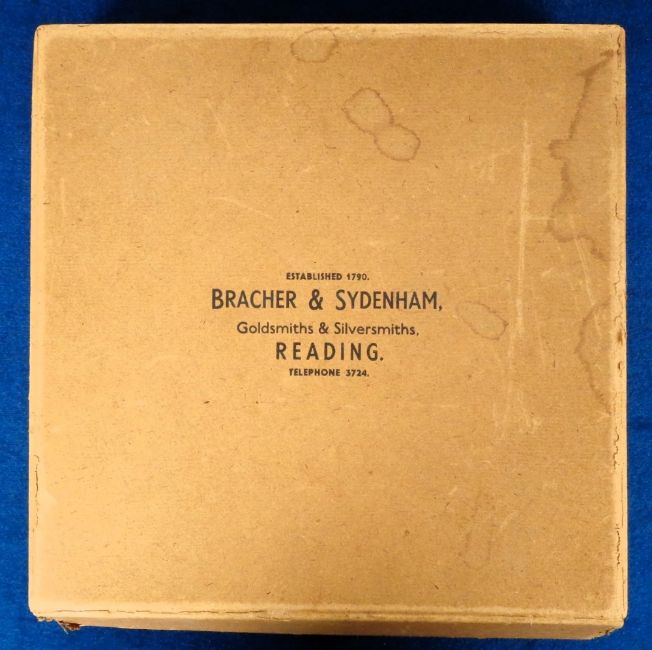 ESTABLISHED 1790.
BRACHER & SYDENHAM,
Goldsmiths & Silversmiths,
READING.
TELEPHONE 3724.